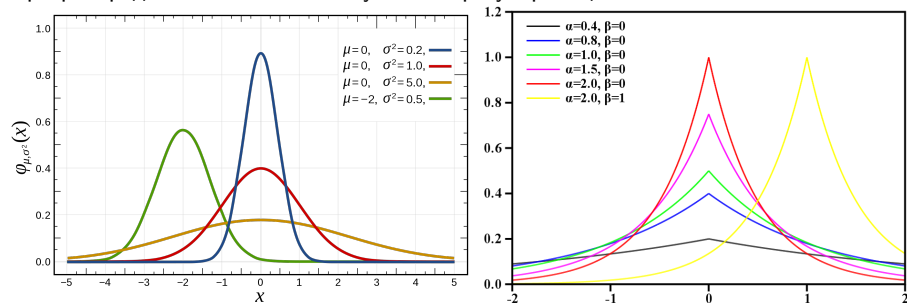 μ=0, σ²=0.2,
μ=0, σ²=1.0,
μ=0, σ²=5.0,
μ=−2, σ²=0.5,
φμ,σ²(x)
1.0
0.8
0.6
0.4
0.2
0.0
−5 −4 −3 −2 −1 0 1 2 3 4 5
x
α=0.4, β=0
α=0.8, β=0
α=1.0, β=0
α=1.5, β=0
α=2.0, β=0
α=2.0, β=1
1.2
1.0
0.8
0.6
0.4
0.2
0.0
-2 -1 0 1 2